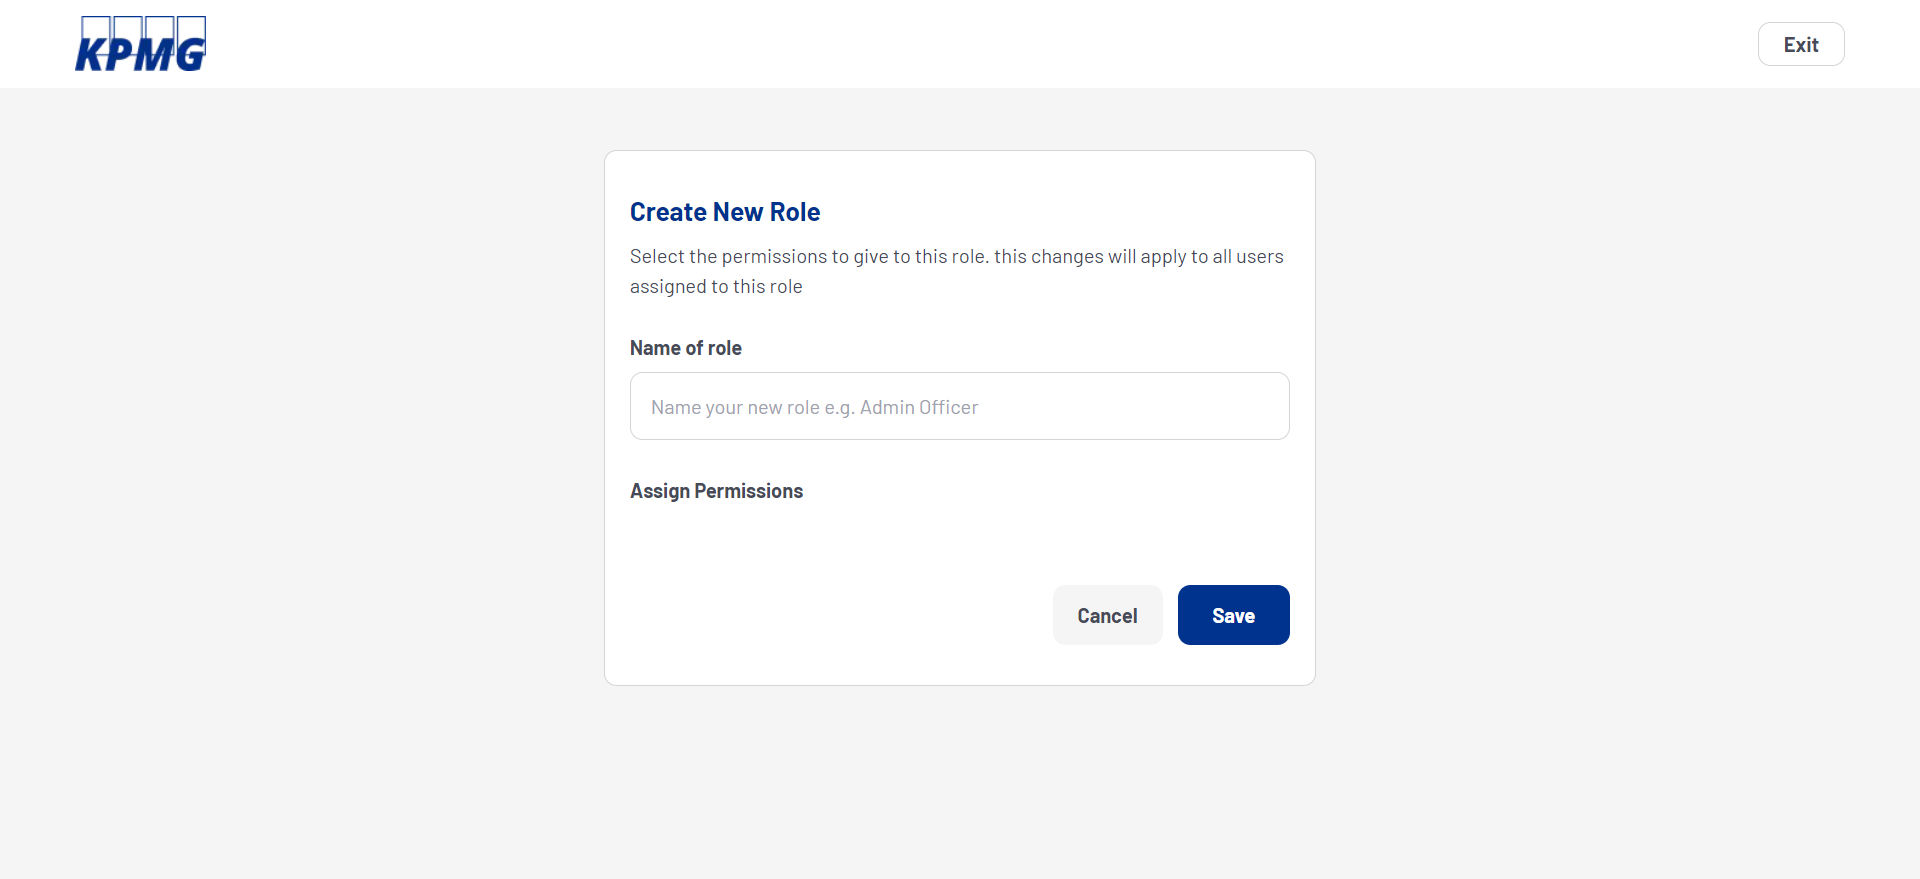 KPMG
Exit
Create New Role
Select the permissions to give to this role. this changes will apply to all users
assigned to this role
Name of role
Name your new role e.g. Admin Officer
Assign Permissions
Cancel
Save